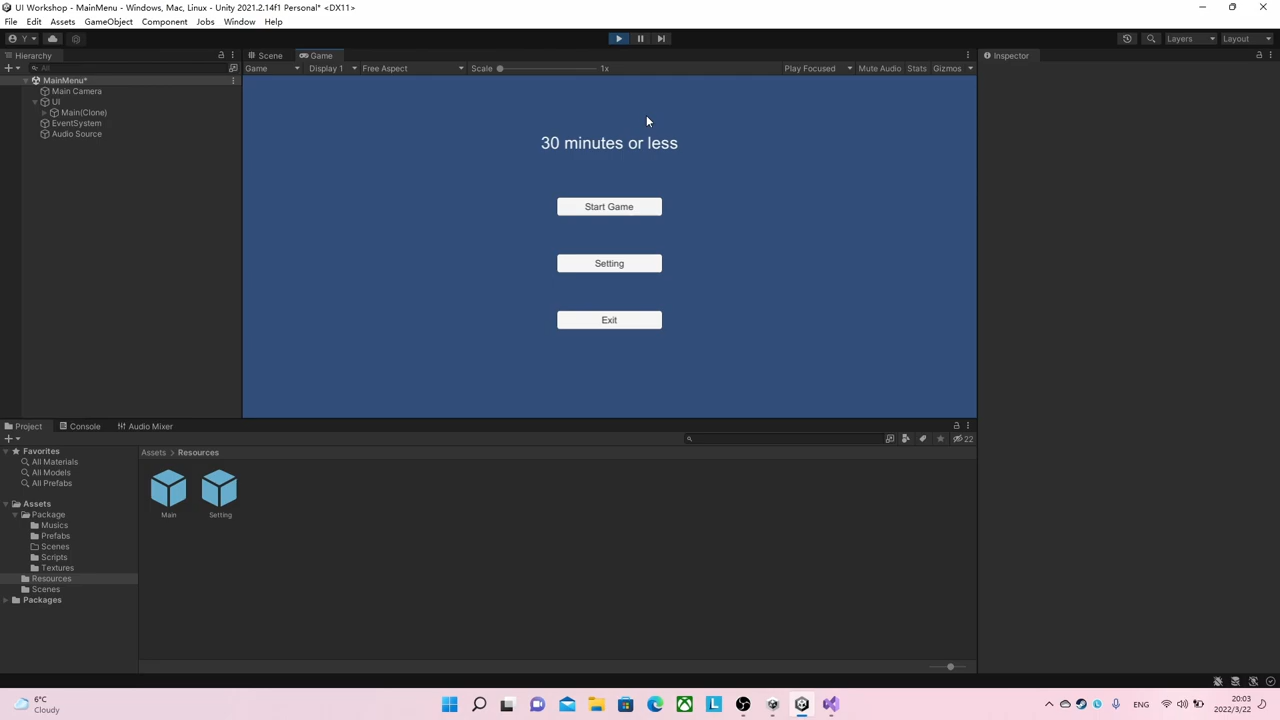 UI Workshop - MainMenu - Windows, Mac, Linux - Unity 2021.2.14f1 Personal* <DX11>
File Edit Assets GameObject Component Jobs Window Help
Y Layers Layout
Hierarchy Scene Game Inspector
All Game Display 1 Free Aspect Scale 1x Play Focused Mute Audio Stats Gizmos
MainMenu*
Main Camera
UI
Main(Clone)
EventSystem
Audio Source
30 minutes or less
Start Game
Setting
Exit
Project Console Audio Mixer
22
Favorites
All Materials
All Models
All Prefabs
Assets > Resources
Assets
Package
Musics
Prefabs
Scenes
Scripts
Textures
Resources
Scenes
Packages
Main Setting
6°C
Cloudy
ENG
20:03
2022/3/22